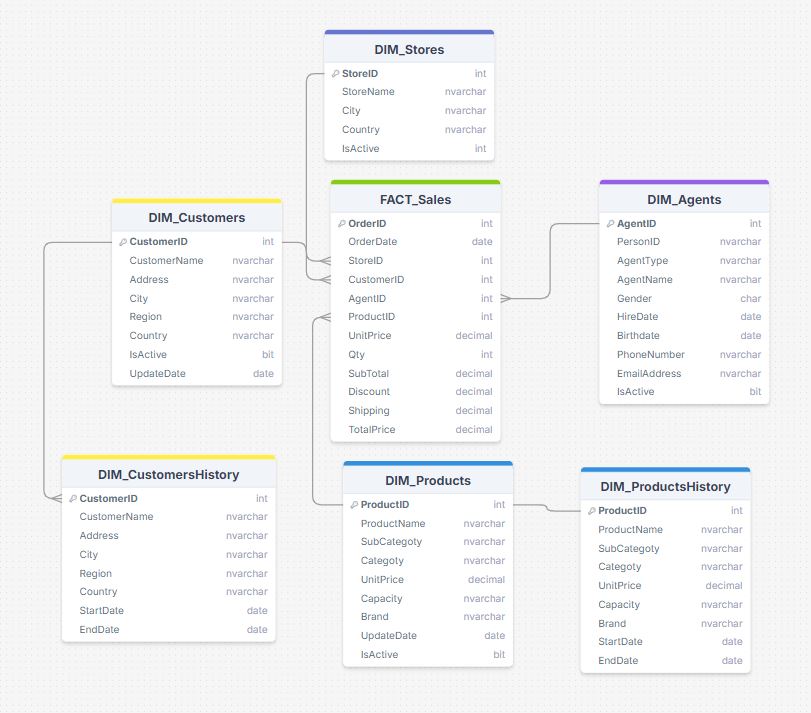 DIM_Stores
StoreID int
StoreName nvarchar
City nvarchar
Country nvarchar
IsActive int
DIM_Customers
CustomerID int
CustomerName nvarchar
Address nvarchar
City nvarchar
Region nvarchar
Country nvarchar
IsActive bit
UpdateDate date
FACT_Sales
OrderID int
OrderDate date
StoreID int
CustomerID int
AgentID int
ProductID int
UnitPrice decimal
Qty int
SubTotal decimal
Discount decimal
Shipping decimal
TotalPrice decimal
DIM_Agents
AgentID int
PersonID nvarchar
AgentType nvarchar
AgentName nvarchar
Gender char
HireDate date
Birthdate date
PhoneNumber nvarchar
EmailAddress nvarchar
IsActive bit
DIM_CustomersHistory
CustomerID int
CustomerName nvarchar
Address nvarchar
City nvarchar
Region nvarchar
Country nvarchar
StartDate date
EndDate date
DIM_Products
ProductID int
ProductName nvarchar
SubCategoty nvarchar
Categoty nvarchar
UnitPrice decimal
Capacity nvarchar
Brand nvarchar
UpdateDate date
IsActive bit
DIM_ProductsHistory
ProductID int
ProductName nvarchar
SubCategoty nvarchar
Categoty nvarchar
UnitPrice decimal
Capacity nvarchar
Brand nvarchar
StartDate date
EndDate date